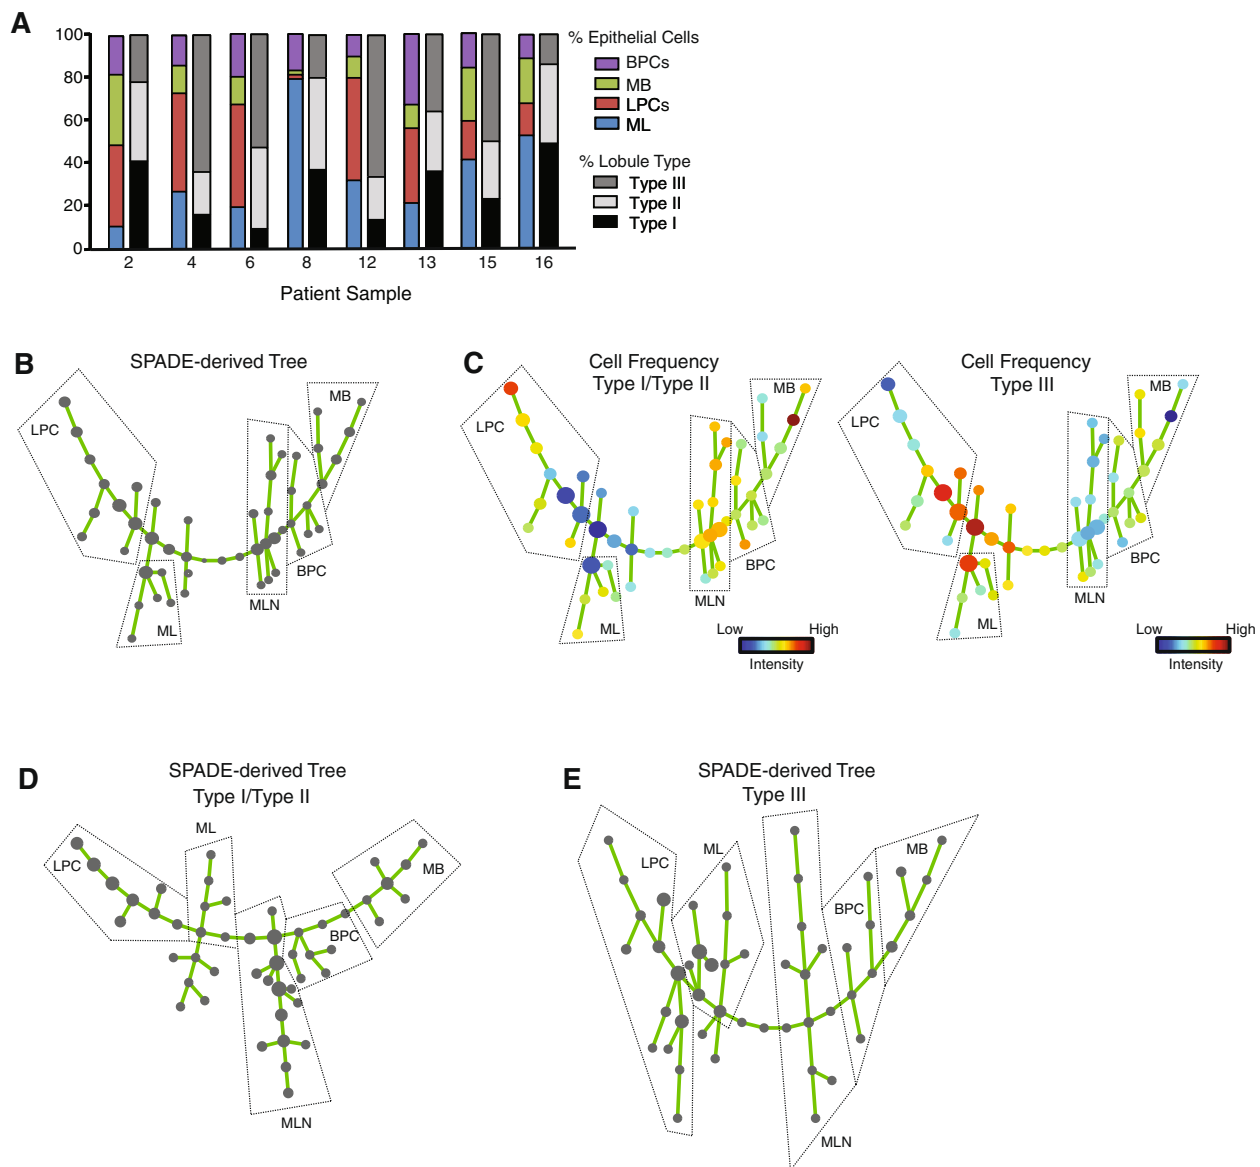 A
100
80
60
40
20
0
2 4 6 8 12 13 15 16
Patient Sample
% Epithelial Cells
BPCs
MB
LPCs
ML
% Lobule Type
Type III
Type II
Type I
B
SPADE-derived Tree
LPC
MB
BPC
MLN
ML
C
Cell Frequency
Type I/Type II
LPC
MB
BPC
MLN
ML
Low High
Intensity
Cell Frequency
Type III
LPC
MB
BPC
MLN
ML
Low High
Intensity
D
SPADE-derived Tree
Type I/Type II
ML
LPC
MB
BPC
MLN
E
SPADE-derived Tree
Type III
LPC
ML
MB
BPC
MLN